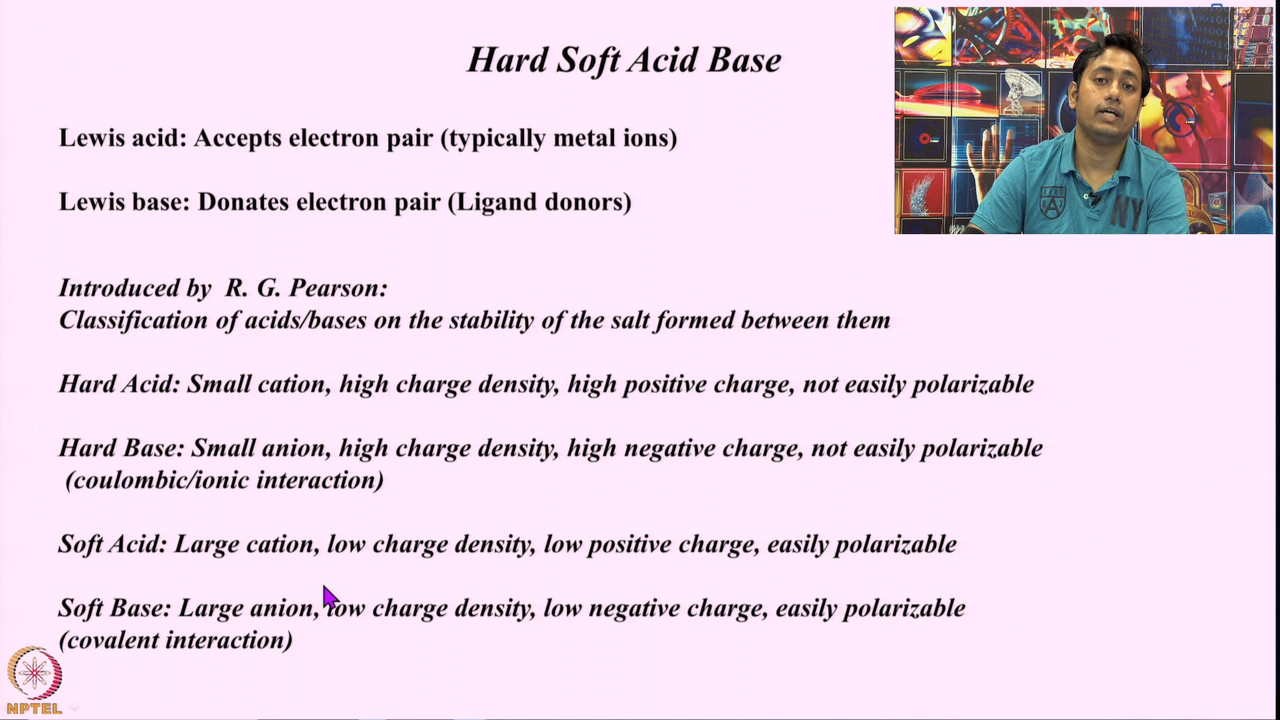 Hard Soft Acid Base
Lewis acid: Accepts electron pair (typically metal ions)
Lewis base: Donates electron pair (Ligand donors)
Introduced by R. G. Pearson:
Classification of acids/bases on the stability of the salt formed between them
Hard Acid: Small cation, high charge density, high positive charge, not easily polarizable
Hard Base: Small anion, high charge density, high negative charge, not easily polarizable
(coulombic/ionic interaction)
Soft Acid: Large cation, low charge density, low positive charge, easily polarizable
Soft Base: Large anion, low charge density, low negative charge, easily polarizable
(covalent interaction)
NY
NPTEL